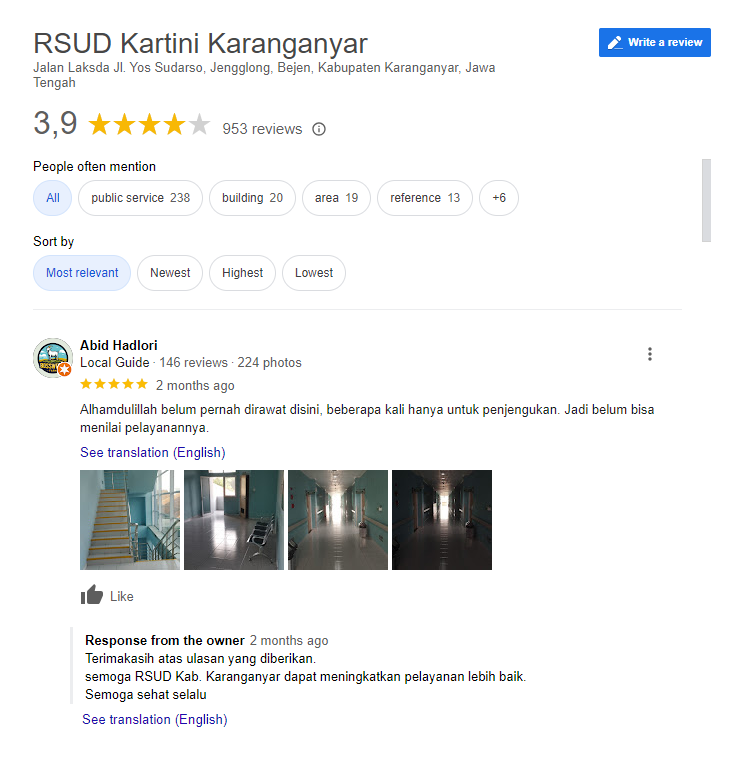 RSUD Kartini Karanganyar
Write a review
Jalan Laksda Jl. Yos Sudarso, Jengglong, Bejen, Kabupaten Karanganyar, Jawa
Tengah
3,9 953 reviews
People often mention
All public service 238 building 20 area 19 reference 13 +6
Sort by
Most relevant Newest Highest Lowest
Abid Hadlori
Local Guide · 146 reviews · 224 photos
2 months ago
Alhamdulillah belum pernah dirawat disini, beberapa kali hanya untuk penjengukan. Jadi belum bisa
menilai pelayanannya.
See translation (English)
Like
Response from the owner 2 months ago
Terimakasih atas ulasan yang diberikan.
semoga RSUD Kab. Karanganyar dapat meningkatkan pelayanan lebih baik.
Semoga sehat selalu
See translation (English)